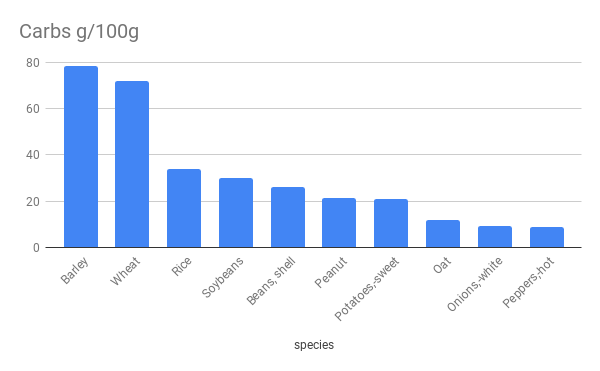 Carbs g/100g
80
60
40
20
0
Barley
Wheat
Rice
Soybeans
Beans, shell
Peanut
Potatoes,-sweet
Oat
Onions,-white
Peppers,-hot
species